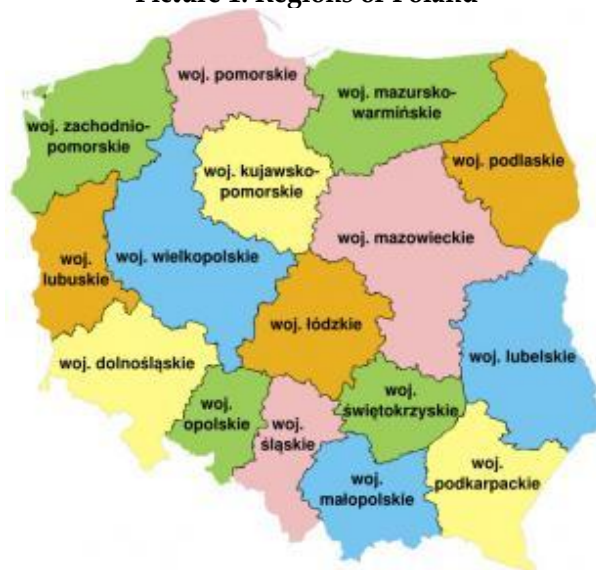 Picture 1. Regions of Poland
woj. pomorskie
woj. mazursko-
warmińskie
woj. zachodnio-
pomorskie
woj. podlaskie
woj. kujawsko-
pomorskie
woj. mazowieckie
woj. wielkopolskie
woj.
lubuskie
woj. łódzkie
woj. lubelskie
woj. dolnośląskie
woj.
świętokrzyskie
woj.
opolskie
woj.
śląskie
woj.
podkarpackie
woj.
małopolskie